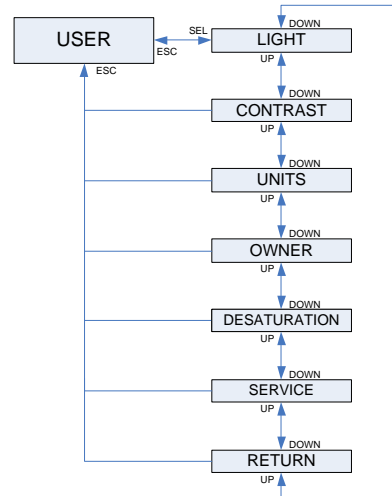 DOWN
USER
SEL
ESC
LIGHT
ESC
UP
DOWN
CONTRAST
UP
DOWN
UNITS
UP
DOWN
OWNER
UP
DOWN
DESATURATION
UP
DOWN
SERVICE
UP
DOWN
RETURN
UP